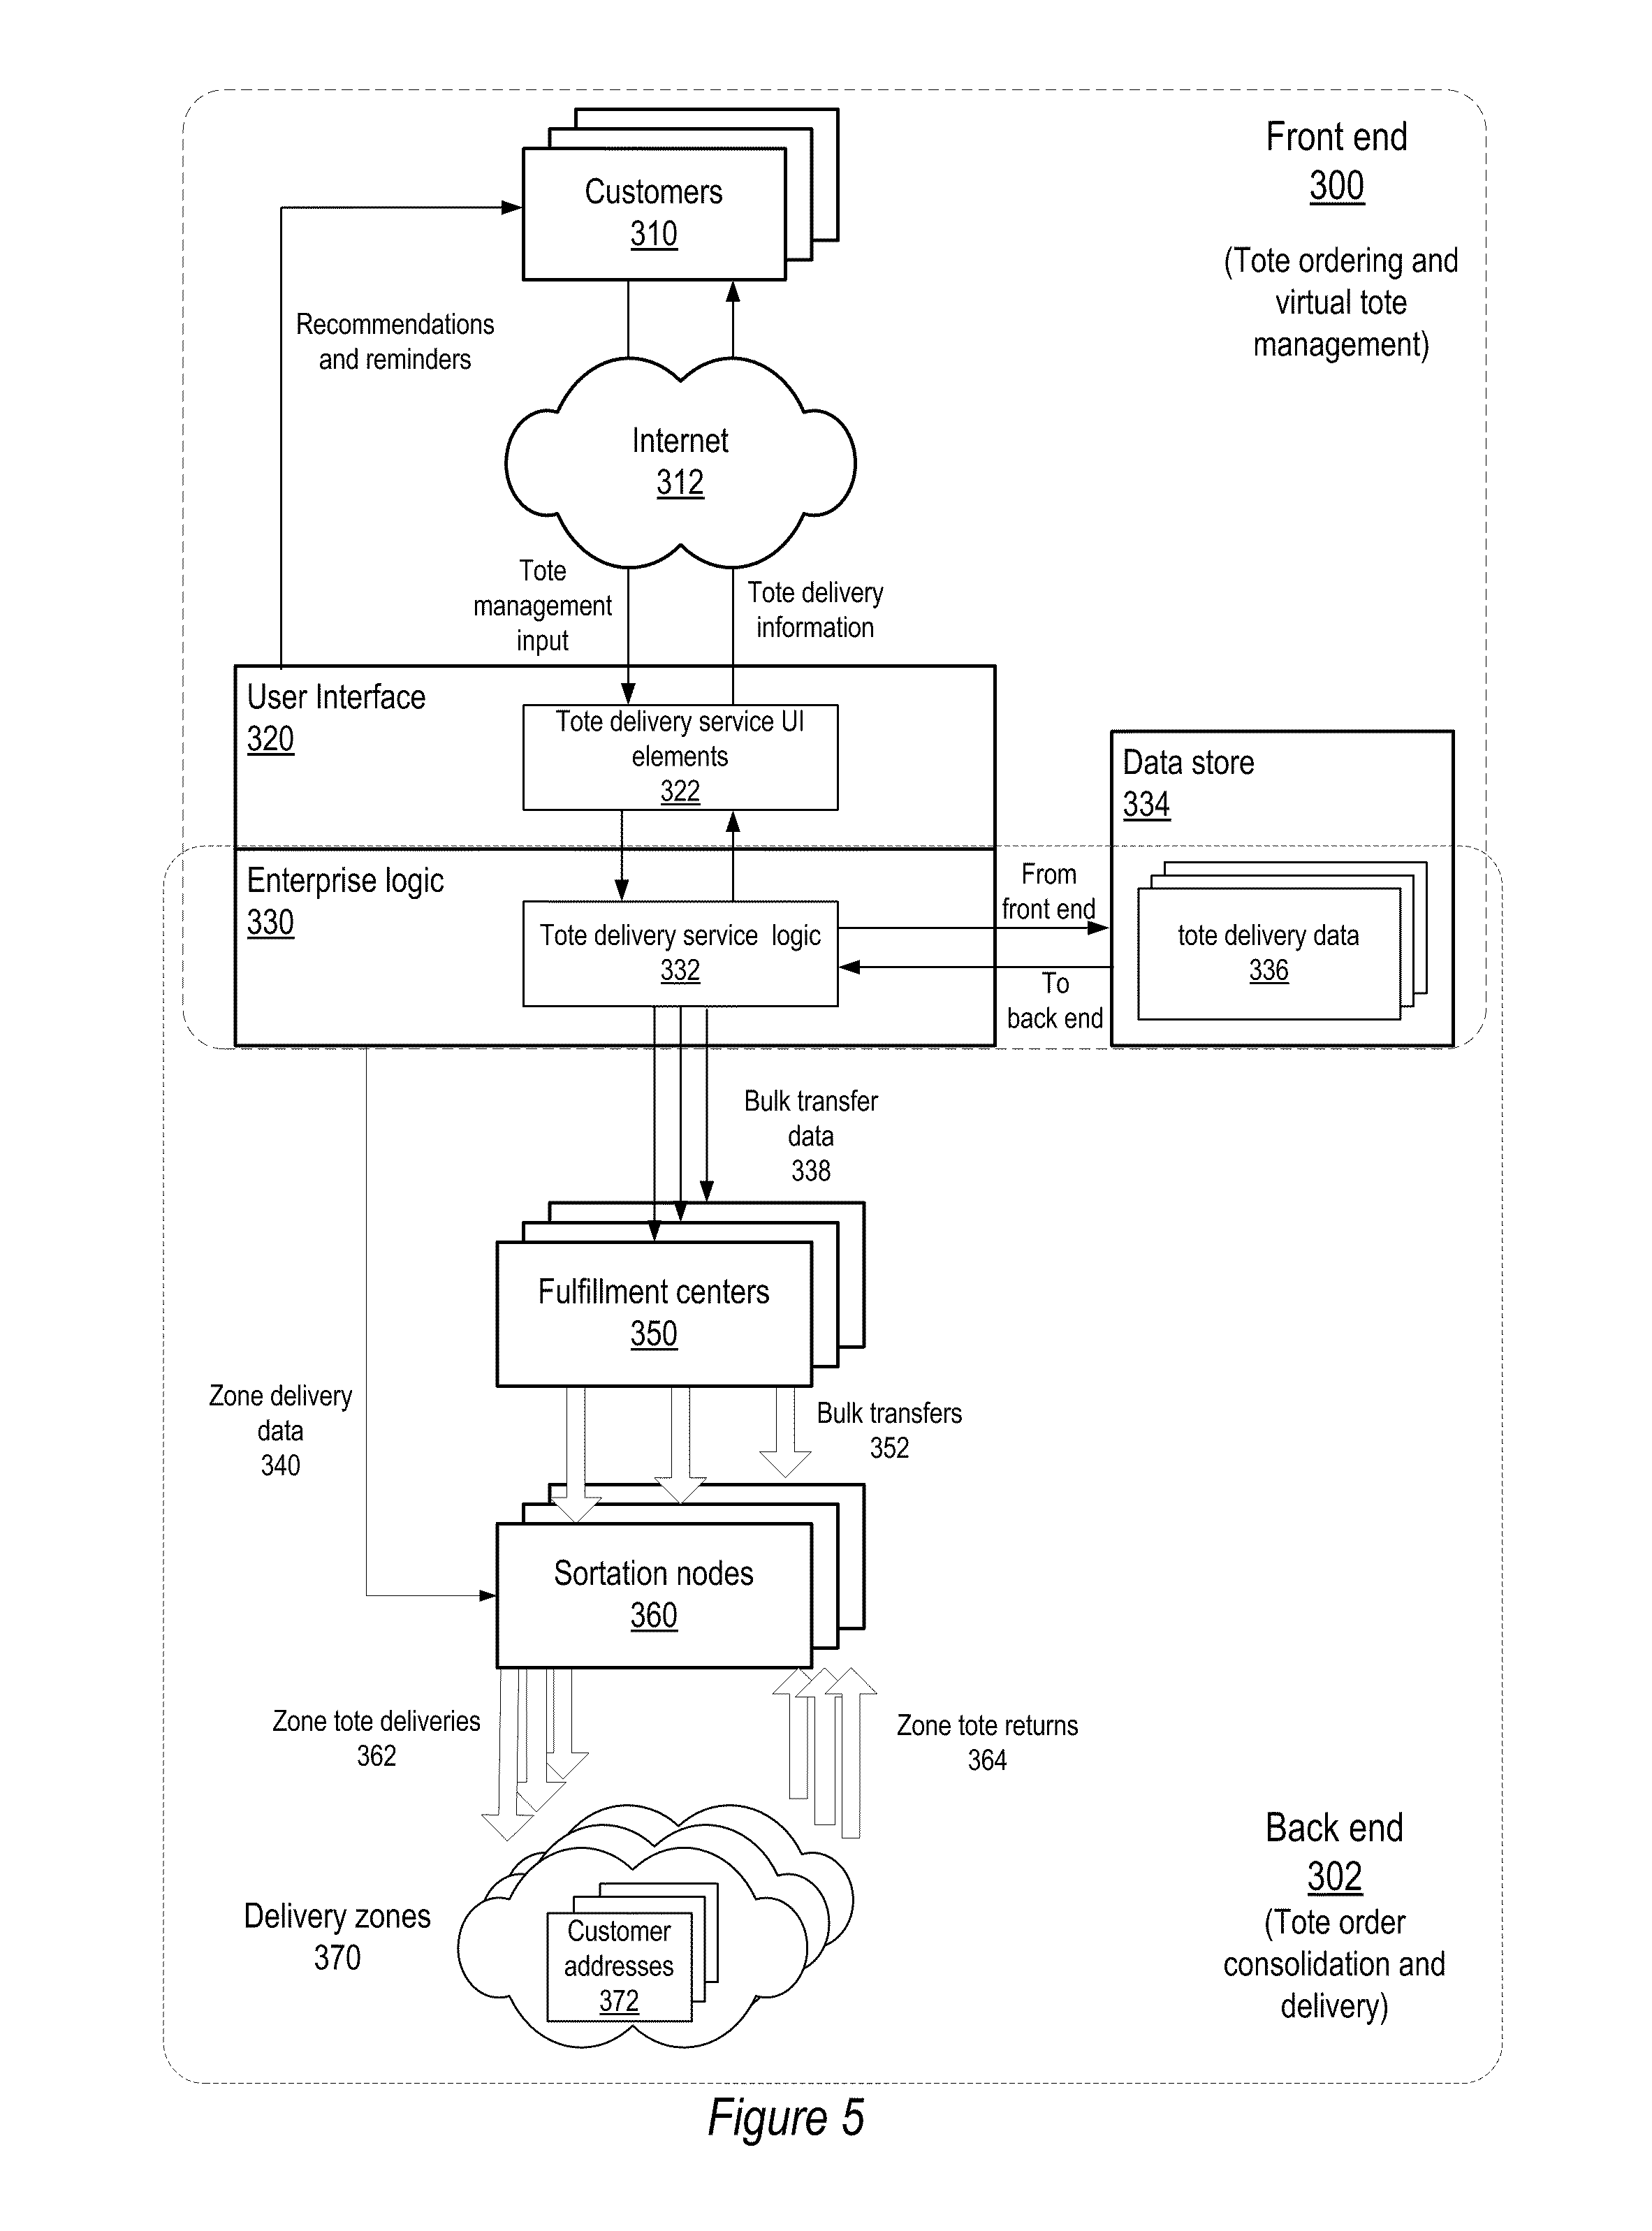 Front end
300
(Tote ordering and
virtual tote
management)
Customers
310
Recommendations
and reminders
Internet
312
Tote
management
input
Tote delivery
information
User Interface
320
Tote delivery service UI
elements
322
Data store
334
Enterprise logic
330
From
front end
Tote delivery service logic
332
tote delivery data
336
To
back end
Bulk transfer
data
338
Fulfillment centers
350
Zone delivery
data
340
Bulk transfers
352
Sortation nodes
360
Zone tote deliveries
362
Zone tote returns
364
Back end
302
(Tote order
consolidation and
delivery)
Delivery zones
370
Customer
addresses
372
Figure 5